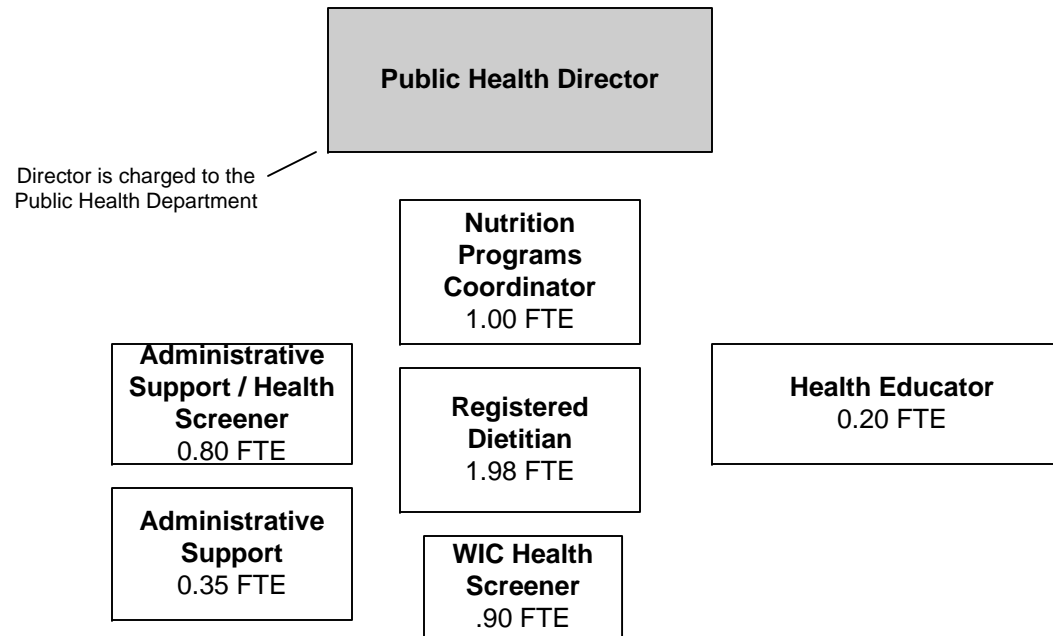 Public Health Director
Director is charged to the
Public Health Department
Nutrition
Programs
Coordinator
1.00 FTE
Administrative
Support / Health
Screener
0.80 FTE
Registered
Dietitian
1.98 FTE
Health Educator
0.20 FTE
Administrative
Support
0.35 FTE
WIC Health
Screener
.90 FTE